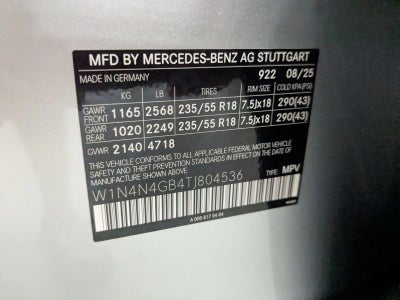 MFD BY MERCEDES-BENZ AG STUTTGART
MADE IN GERMANY 922 08/25
KG LB TIRES RIM SIZE COLD KPA (PSI)
GAWR FRONT 1165 2568 235/55 R18 7.5Jx18 290(43)
GAWR REAR 1020 2249 235/55 R18 7.5Jx18 290(43)
GVWR 2140 4718
THIS VEHICLE CONFORMS TO ALL APPLICABLE FEDERAL MOTOR VEHICLE
SAFETY AND THEFT PREVENTION STANDARDS IN EFFECT ON THE
DATE OF MANUFACTURE SHOWN ABOVE.
W1N4N4GB4TJ804536 TYPE: MPV
A 000 817 54 04